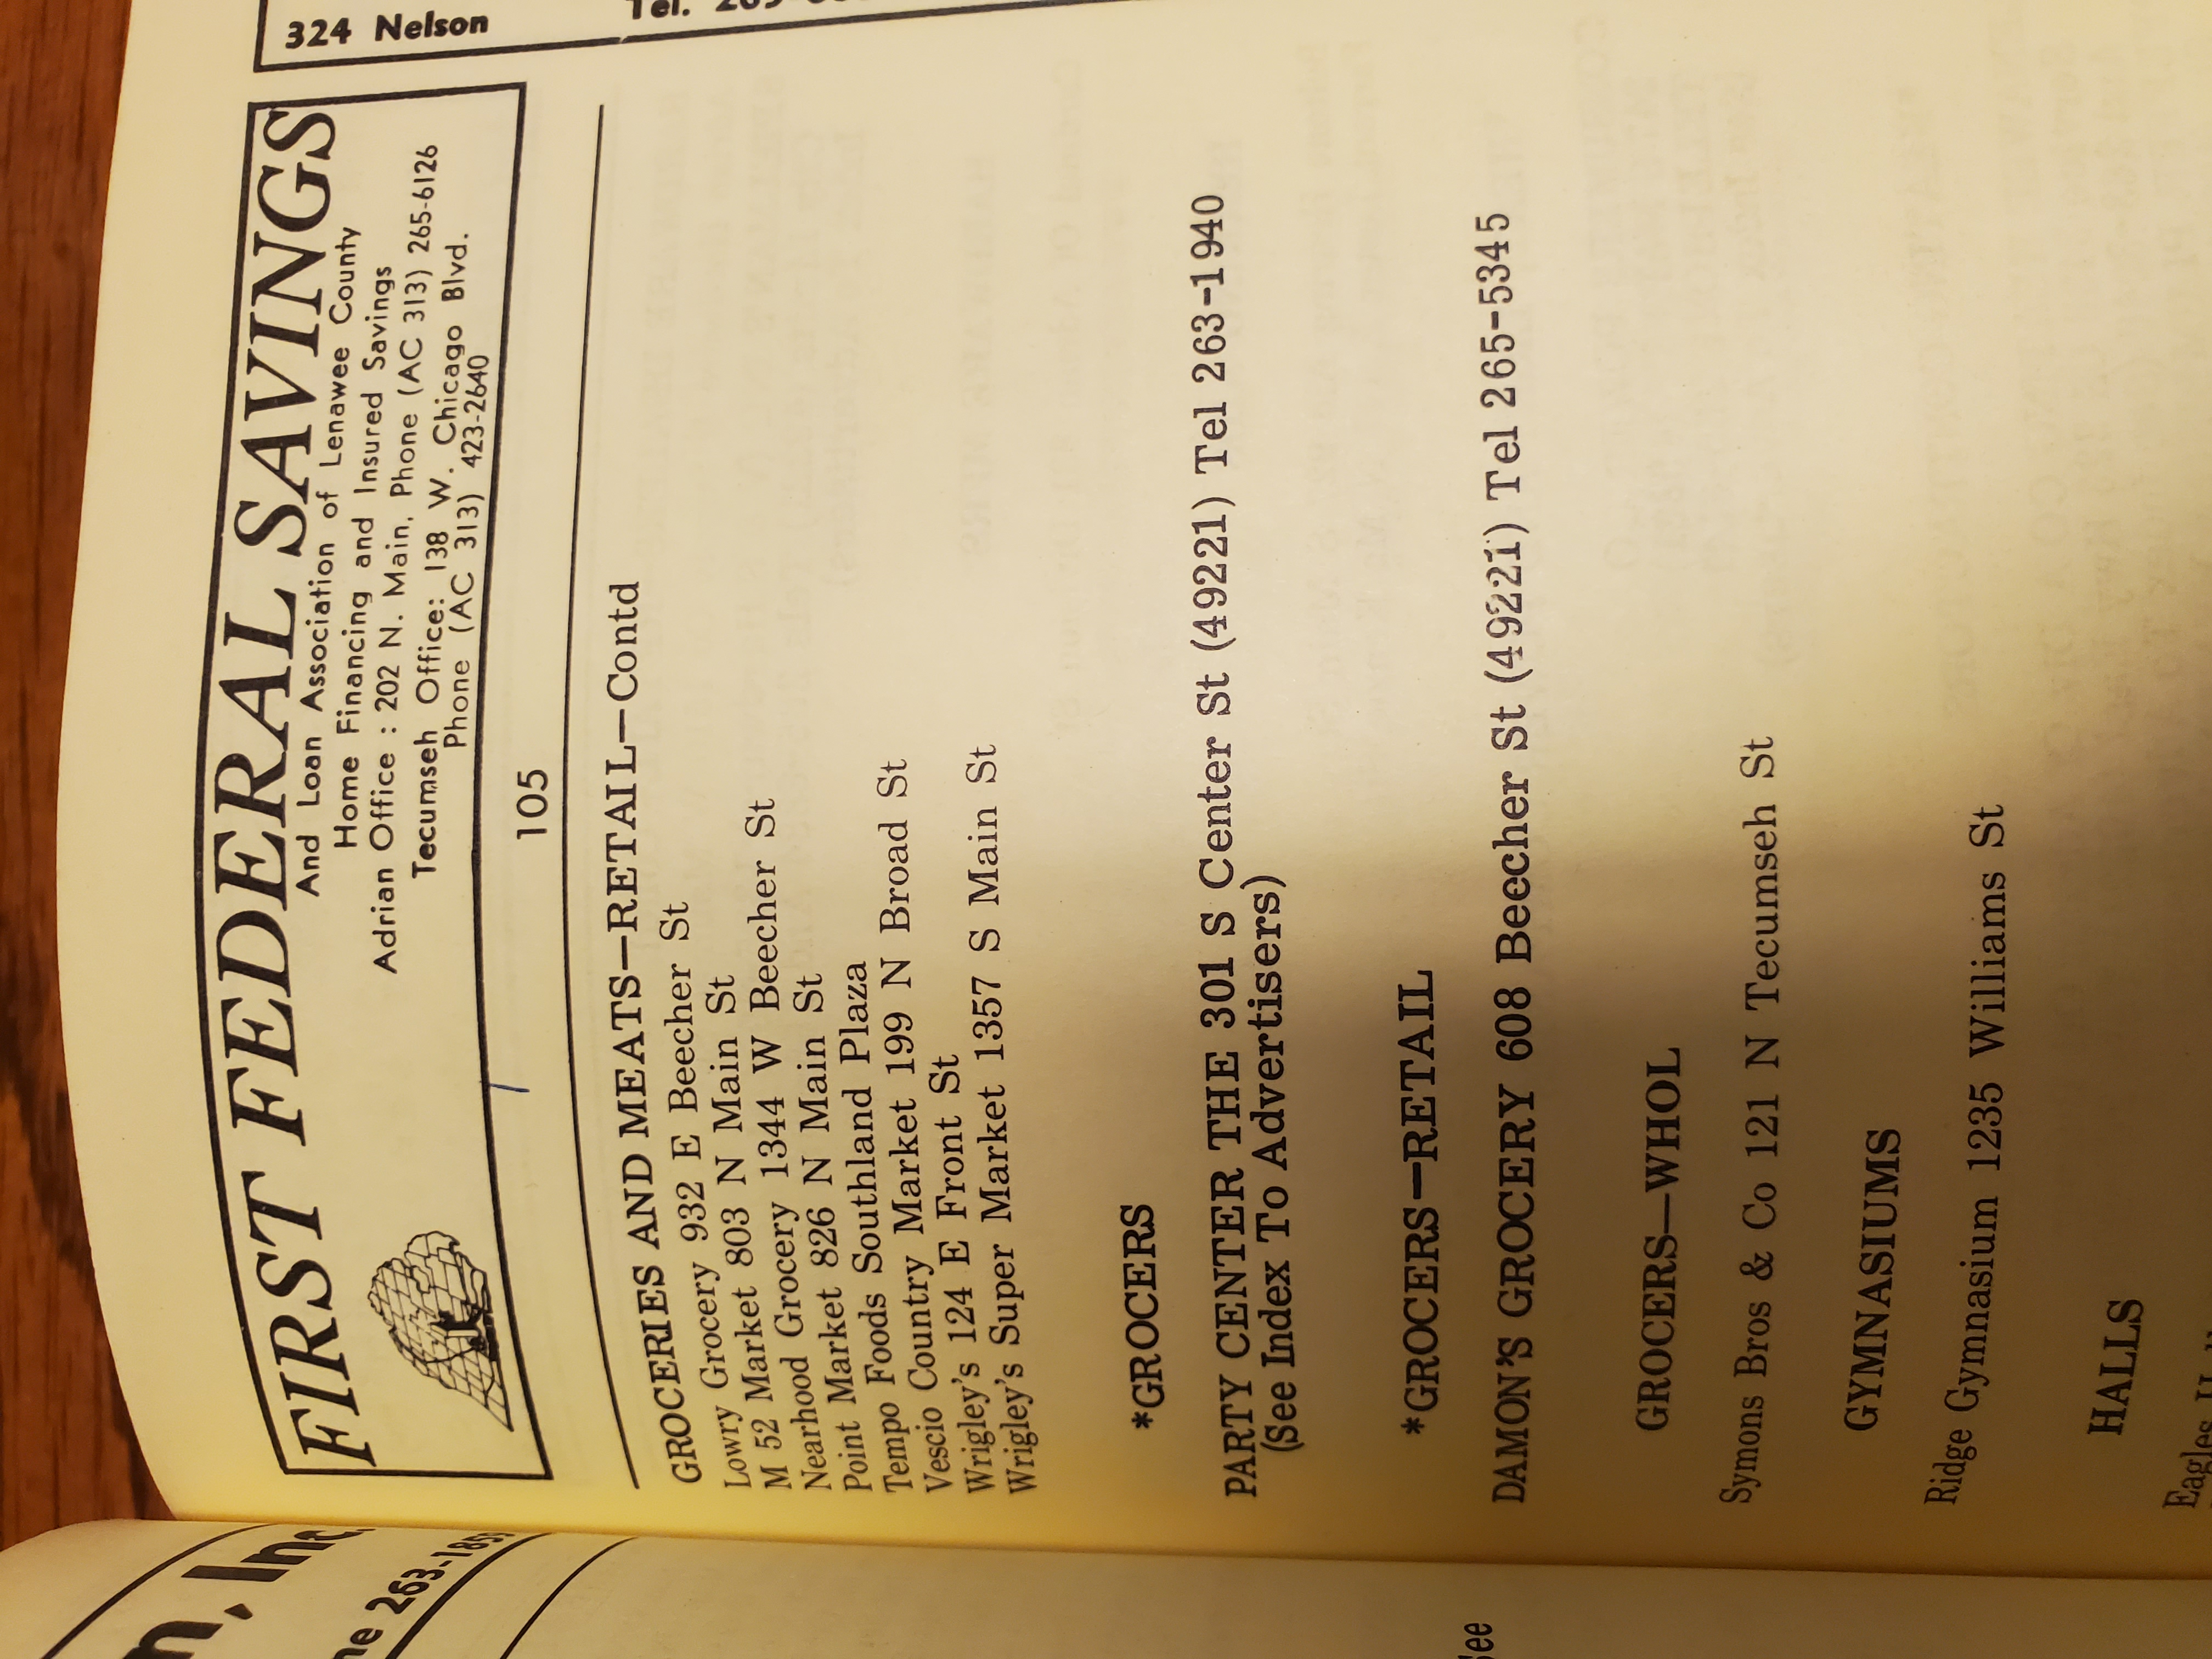 324 Nelson
Tel.
FIRST FEDERAL SAVINGS
And Loan Association of Lenawee County
Home Financing and Insured Savings
Adrian Office : 202 N. Main, Phone (AC 313) 265-6126
Tecumseh Office: 138 W. Chicago Blvd.
Phone (AC 313) 423-2640
105
GROCERIES AND MEATS—RETAIL—Contd
Lowry Grocery 932 E Beecher St
M 52 Market 803 N Main St
Nearhood Grocery 1344 W Beecher St
Point Market 826 N Main St
Tempo Foods Southland Plaza
Vescio Country Market 199 N Broad St
Wrigley's 124 E Front St
Wrigley's Super Market 1357 S Main St
*GROCERS
PARTY CENTER THE 301 S Center St (49221) Tel 263-1940
(See Index To Advertisers)
*GROCERS—RETAIL
DAMON'S GROCERY 608 Beecher St (49221) Tel 265-5345
GROCERS—WHOL
Symons Bros & Co 121 N Tecumseh St
GYMNASIUMS
Ridge Gymnasium 1235 Williams St
HALLS
Eagles
Inc.
263-1859
See